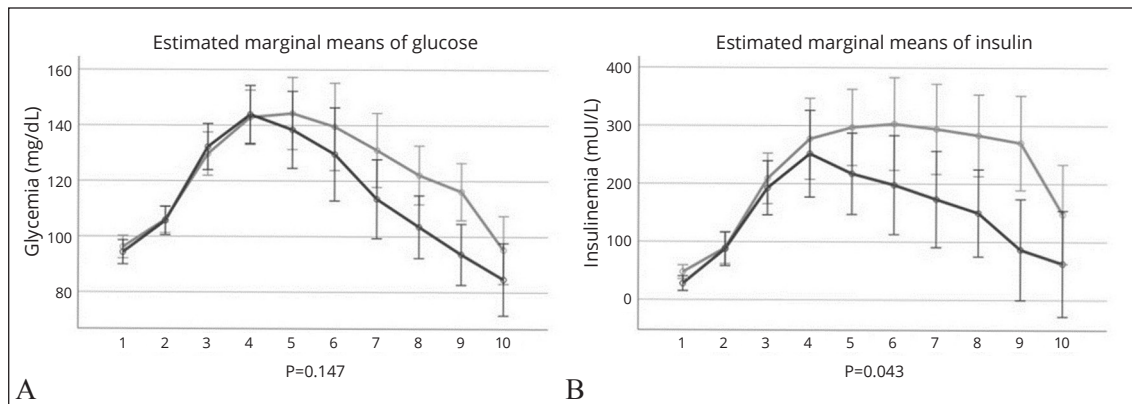 Estimated marginal means of glucose
Glycemia (mg/dL)
160
140
120
100
80
1 2 3 4 5 6 7 8 9 10
P=0.147
A
Estimated marginal means of insulin
Insulinemia (mUI/L)
400
300
200
100
0
1 2 3 4 5 6 7 8 9 10
P=0.043
B